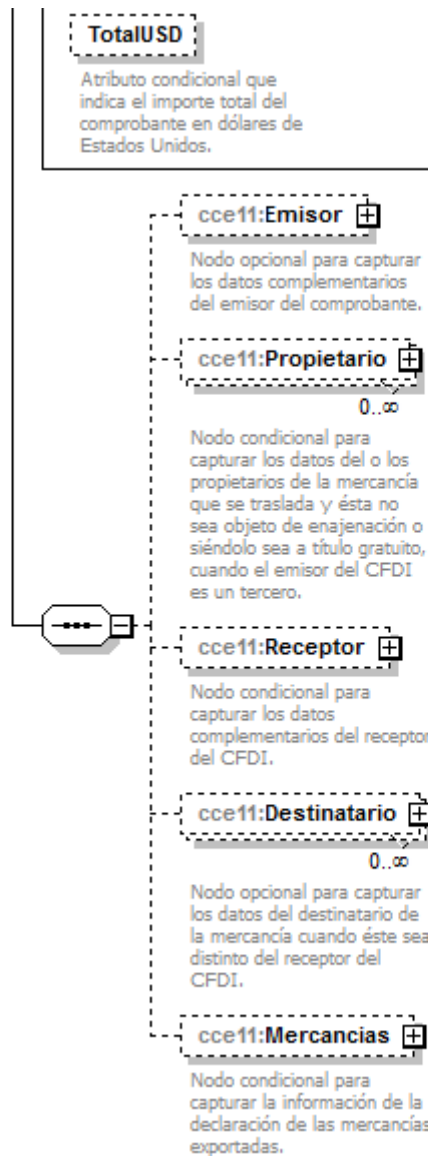 TotalUSD
Atributo condicional que
indica el importe total del
comprobante en dólares de
Estados Unidos.
cce11:Emisor
Nodo opcional para capturar
los datos complementarios
del emisor del comprobante.
cce11:Propietario
0..∞
Nodo condicional para
capturar los datos del o los
propietarios de la mercancía
que se traslada y ésta no
sea objeto de enajenación o
siéndolo sea a título gratuito,
cuando el emisor del CFDI
es un tercero.
cce11:Receptor
Nodo condicional para
capturar los datos
complementarios del receptor
del CFDI.
cce11:Destinatario
0..∞
Nodo opcional para capturar
los datos del destinatario de
la mercancía cuando éste sea
distinto del receptor del
CFDI.
cce11:Mercancias
Nodo condicional para
capturar la información de la
declaración de las mercancías
exportadas.